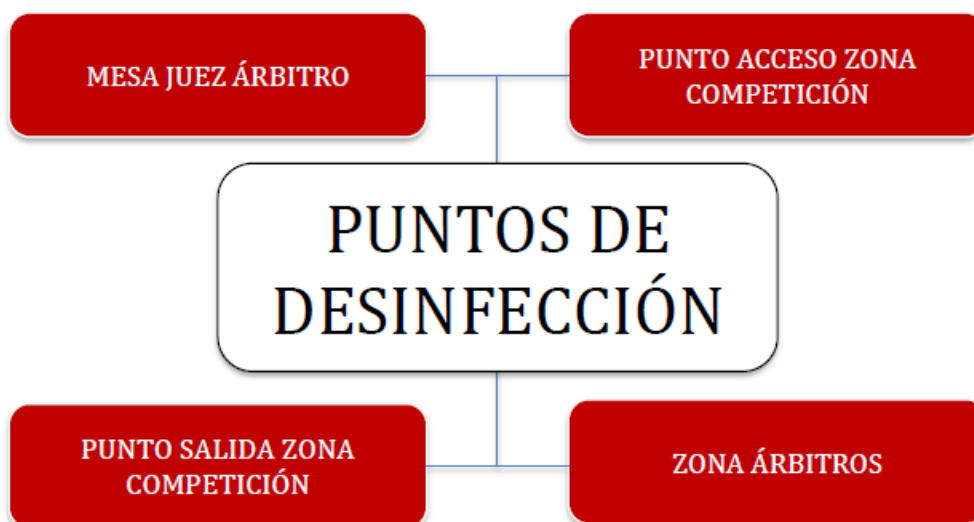 MESA JUEZ ÁRBITRO
PUNTO ACCESO ZONA
COMPETICIÓN
PUNTOS DE
DESINFECCIÓN
PUNTO SALIDA ZONA
COMPETICIÓN
ZONA ÁRBITROS